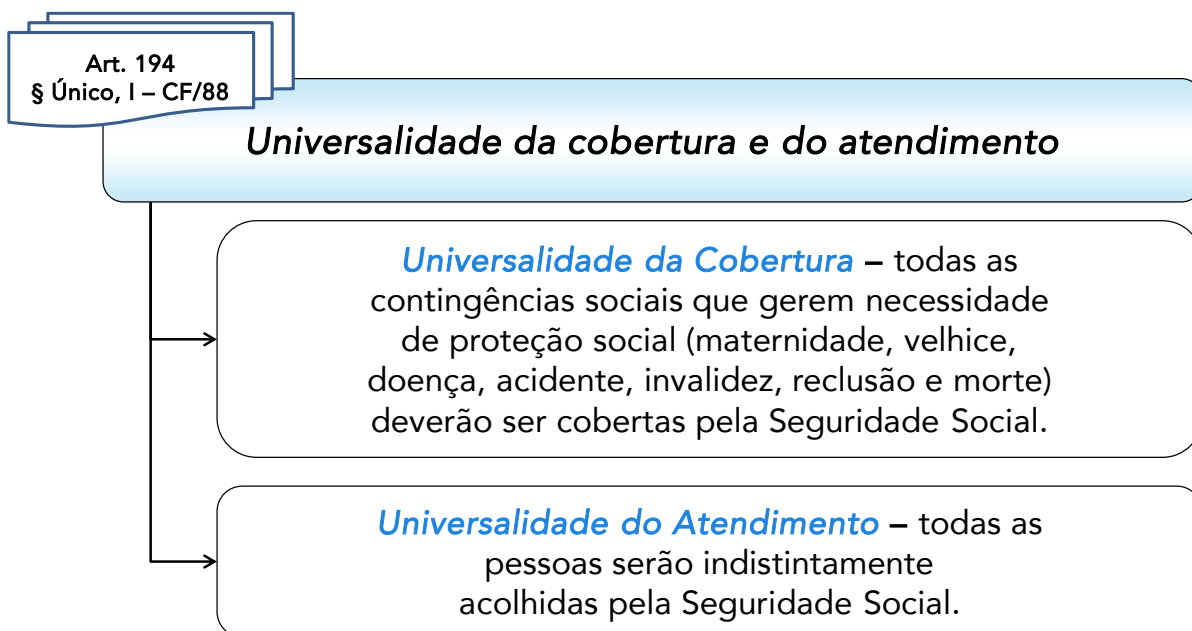 Art. 194
§ Único, I – CF/88
Universalidade da cobertura e do atendimento
Universalidade da Cobertura – todas as
contingências sociais que gerem necessidade
de proteção social (maternidade, velhice,
doença, acidente, invalidez, reclusão e morte)
deverão ser cobertas pela Seguridade Social.
Universalidade do Atendimento – todas as
pessoas serão indistintamente
acolhidas pela Seguridade Social.